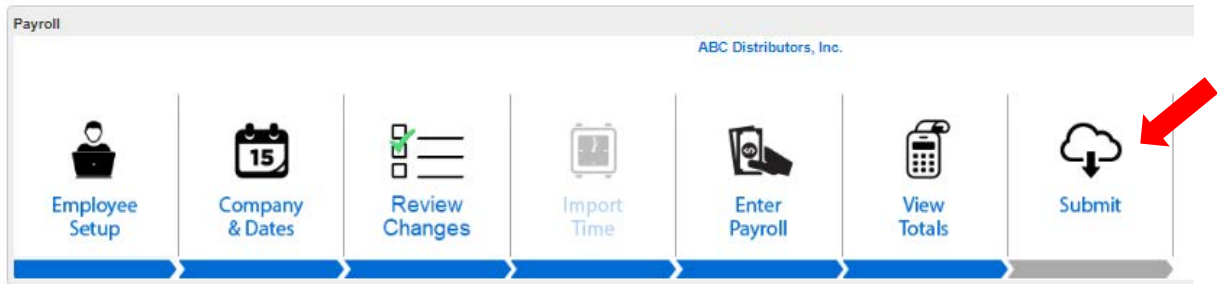 Payroll
ABC Distributors, Inc.
15
Employee
Setup
Company
& Dates
Review
Changes
Import
Time
Enter
Payroll
View
Totals
Submit